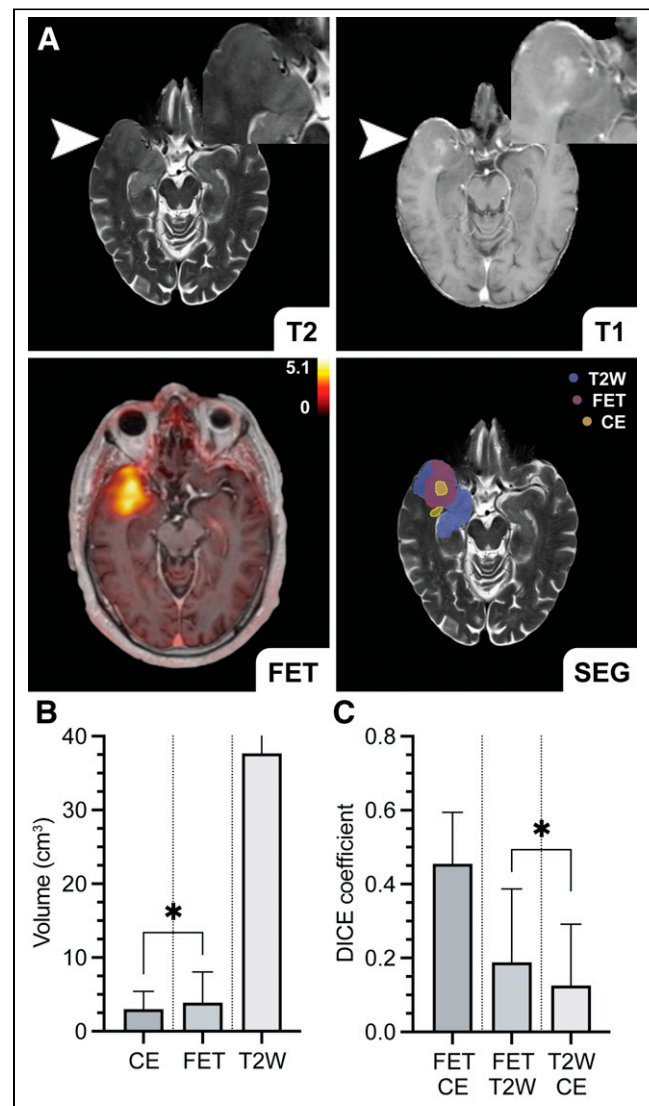 A
T2
T1
5.1
0
FET
T2W
FET
CE
SEG
B
Volume (cm³)
40
30
20
10
0
*
CE FET T2W
C
DICE coefficient
0.8
0.6
0.4
0.2
0.0
*
FET FET T2W
CE T2W CE